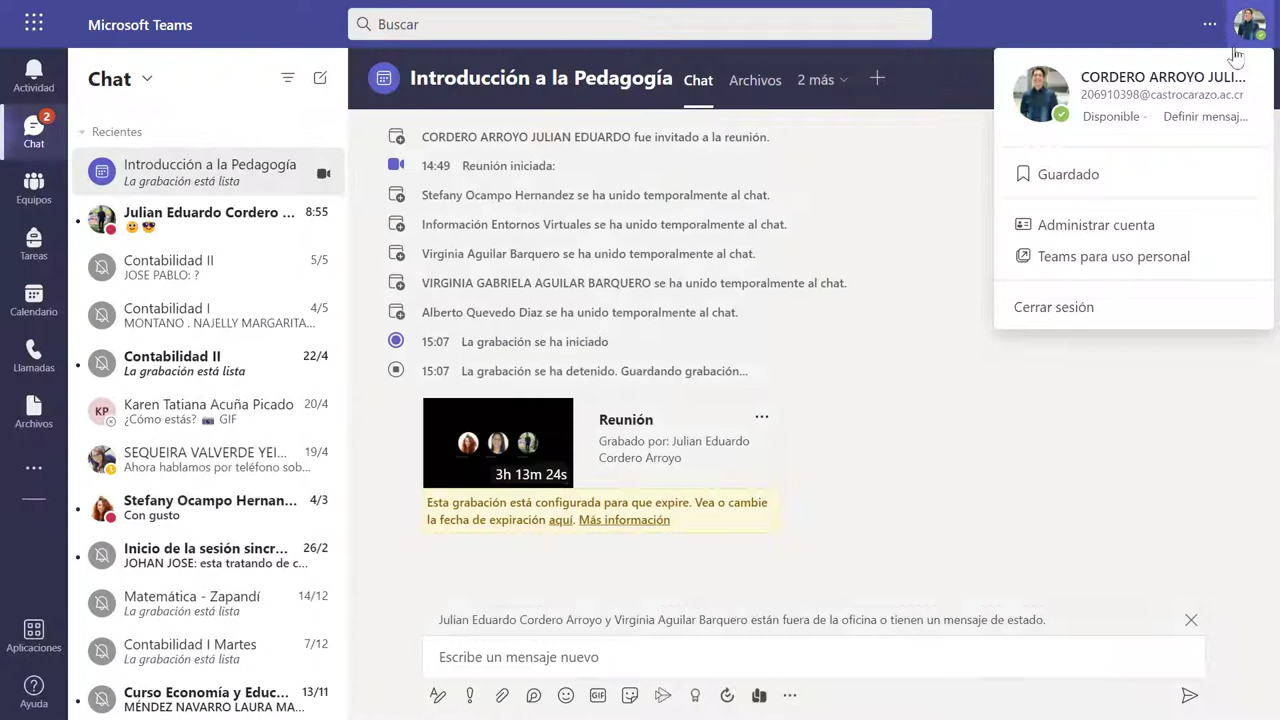 Microsoft Teams
Buscar
Actividad
Chat
2
Equipos
Tareas
Calendario
Llamadas
Archivos
Aplicaciones
Ayuda
Chat
Recientes
Introducción a la Pedagogía
La grabación está lista
Julian Eduardo Cordero ... 8:55
Contabilidad II 5/5
JOSE PABLO: ?
Contabilidad I 4/5
MONTANO . NAJELLY MARGARITA...
Contabilidad II 22/4
La grabación está lista
KP
Karen Tatiana Acuña Picado 20/4
¿Cómo estás? GIF
SEQUEIRA VALVERDE YEI... 19/4
Ahora hablamos por teléfono sob...
Stefany Ocampo Hernan... 4/3
Con gusto
Inicio de la sesión sincr... 26/2
JOHAN JOSE: esta tratando de c...
Matemática - Zapandí 14/12
La grabación está lista
Contabilidad I Martes 7/12
La grabación está lista
Curso Economía y Educ... 13/11
MÉNDEZ NAVARRO LAURA MA...
Introducción a la Pedagogía Chat Archivos 2 más
CORDERO ARROYO JULIAN EDUARDO fue invitado a la reunión.
14:49 Reunión iniciada:
Stefany Ocampo Hernandez se ha unido temporalmente al chat.
Información Entornos Virtuales se ha unido temporalmente al chat.
Virginia Aguilar Barquero se ha unido temporalmente al chat.
VIRGINIA GABRIELA AGUILAR BARQUERO se ha unido temporalmente al chat.
Alberto Quevedo Diaz se ha unido temporalmente al chat.
15:07 La grabación se ha iniciado
15:07 La grabación se ha detenido. Guardando grabación...
3h 13m 24s
Reunión
Grabado por: Julian Eduardo
Cordero Arroyo
Esta grabación está configurada para que expire. Vea o cambie
la fecha de expiración aquí. Más información
Julian Eduardo Cordero Arroyo y Virginia Aguilar Barquero están fuera de la oficina o tienen un mensaje de estado.
Escribe un mensaje nuevo
GIF
CORDERO ARROYO JULI...
206910398@castrocarazo.ac.cr
Disponible Definir mensaj...
Guardado
Administrar cuenta
Teams para uso personal
Cerrar sesión